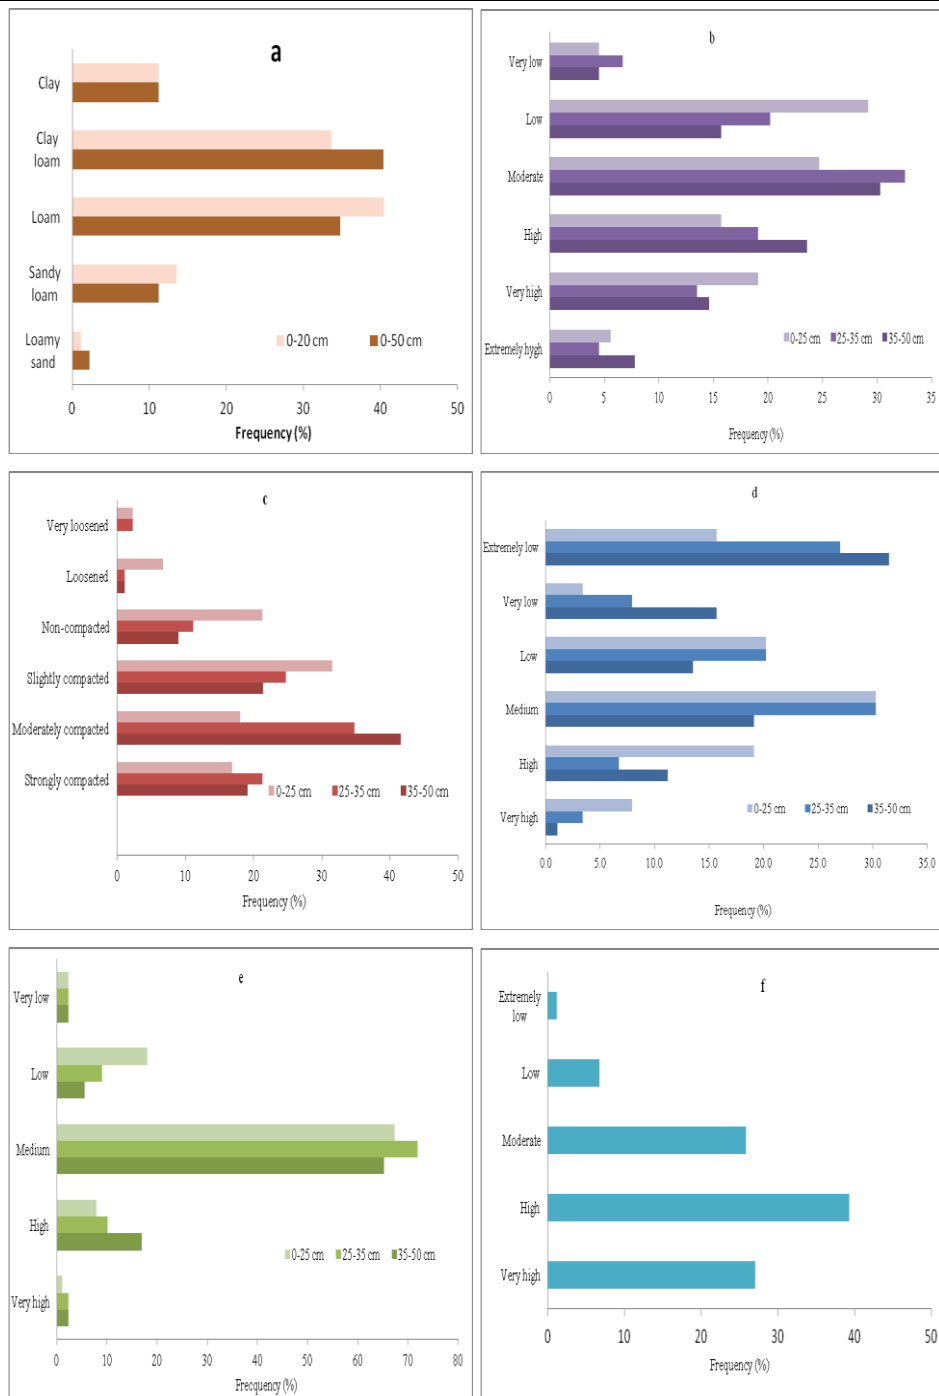 a
Clay
Clay
loam
Loam
Sandy
loam
Loamy
sand
0-20 cm 0-50 cm
0 10 20 30 40 50
Frequency (%)
b
Very low
Low
Moderate
High
Very high
Extremely hygh
0-25 cm 25-35 cm 35-50 cm
0 5 10 15 20 25 30 35
Frequency (%)
c
Very loosened
Loosened
Non-compacted
Slightly compacted
Moderately compacted
Strongly compacted
0-25 cm 25-35 cm 35-50 cm
0 10 20 30 40 50
Frequency (%)
d
Extremely low
Very low
Low
Medium
High
Very high
0-25 cm 25-35 cm 35-50 cm
0.0 5.0 10.0 15.0 20.0 25.0 30.0 35.0
Frequency (%)
e
Very low
Low
Medium
High
Very high
0-25 cm 25-35 cm 35-50 cm
0 10 20 30 40 50 60 70 80
Frecquency (%)
f
Extremely
low
Low
Moderate
High
Very high
0 10 20 30 40 50
Frequency (%)